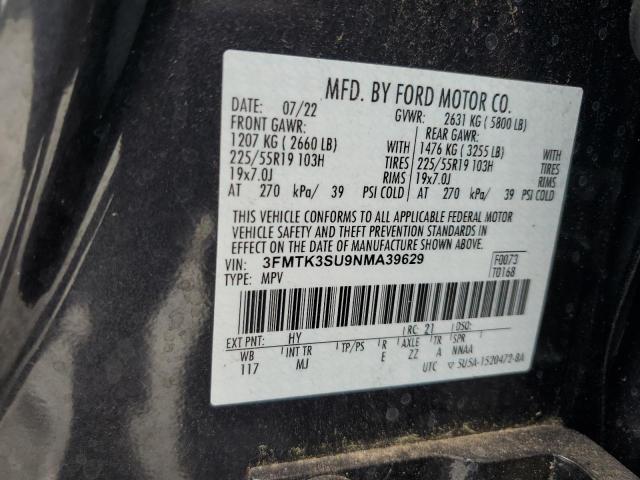 MFD. BY FORD MOTOR CO.
DATE: 07/22 GVWR: 2631 KG ( 5800 LB)
FRONT GAWR: REAR GAWR:
1207 KG ( 2660 LB) WITH 1476 KG ( 3255 LB) WITH
225/55R19 103H TIRES 225/55R19 103H TIRES
19x7.0J RIMS 19x7.0J RIMS
AT 270 kPa/ 39 PSI COLD AT 270 kPa/ 39 PSI COLD
THIS VEHICLE CONFORMS TO ALL APPLICABLE FEDERAL MOTOR
VEHICLE SAFETY AND THEFT PREVENTION STANDARDS IN
EFFECT ON THE DATE OF MANUFACTURE SHOWN ABOVE.
VIN: 3FMTK3SU9NMA39629 F0073
TYPE: MPV T0168
EXT PNT: HY RC: 21 DSO:
WB INT TR TP/PS R AXLE TR SPR
117 MJ E ZZ A NNAA
UTC 5U5A-1520472-8A